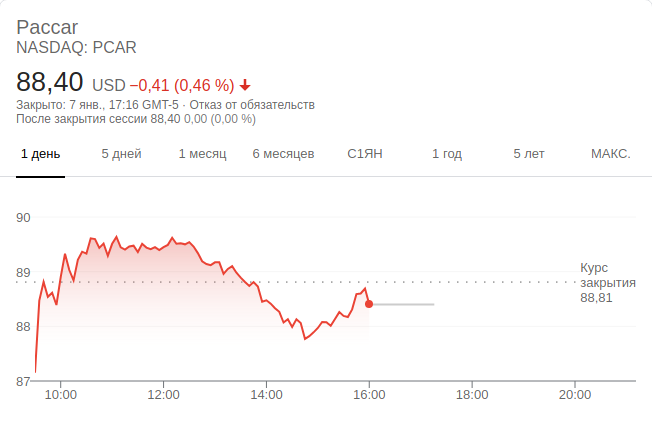 Paccar
NASDAQ: PCAR
88,40 USD −0,41 (0,46 %)
Закрыто: 7 янв., 17:16 GMT-5 · Отказ от обязательств
После закрытия сессии 88,40 0,00 (0,00 %)
1 день 5 дней 1 месяц 6 месяцев С1ЯН 1 год 5 лет МАКС.
90
89
88
87
Курс
закрытия
88,81
10:00 12:00 14:00 16:00 18:00 20:00